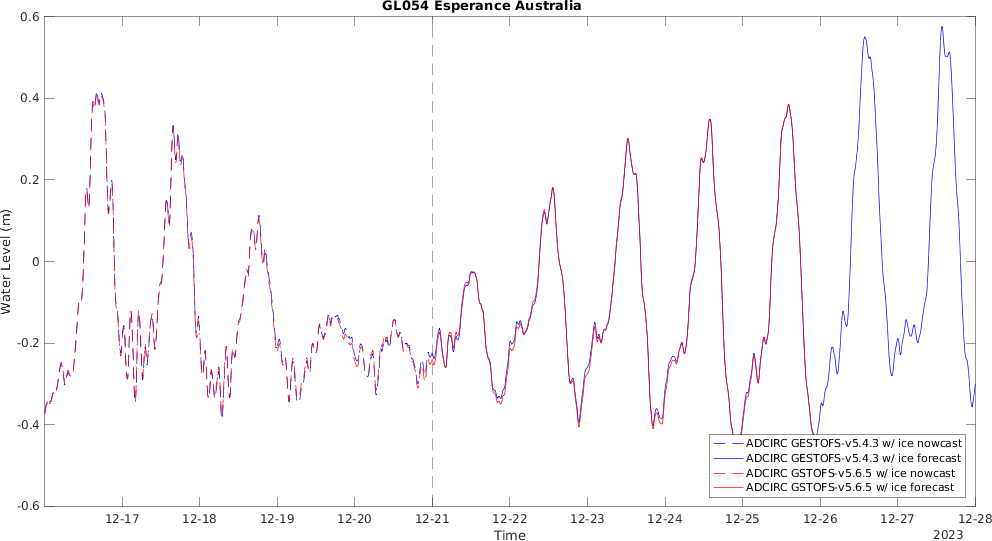 GL054 Esperance Australia
0.6
0.4
0.2
0
-0.2
-0.4
-0.6
Water Level (m)
12-17
12-18
12-19
12-20
12-21
12-22
12-23
12-24
12-25
12-26
12-27
12-28
Time
2023
ADCIRC GESTOFS-v5.4.3 w/ ice nowcast
ADCIRC GESTOFS-v5.4.3 w/ ice forecast
ADCIRC GSTOFS-v5.6.5 w/ ice nowcast
ADCIRC GSTOFS-v5.6.5 w/ ice forecast